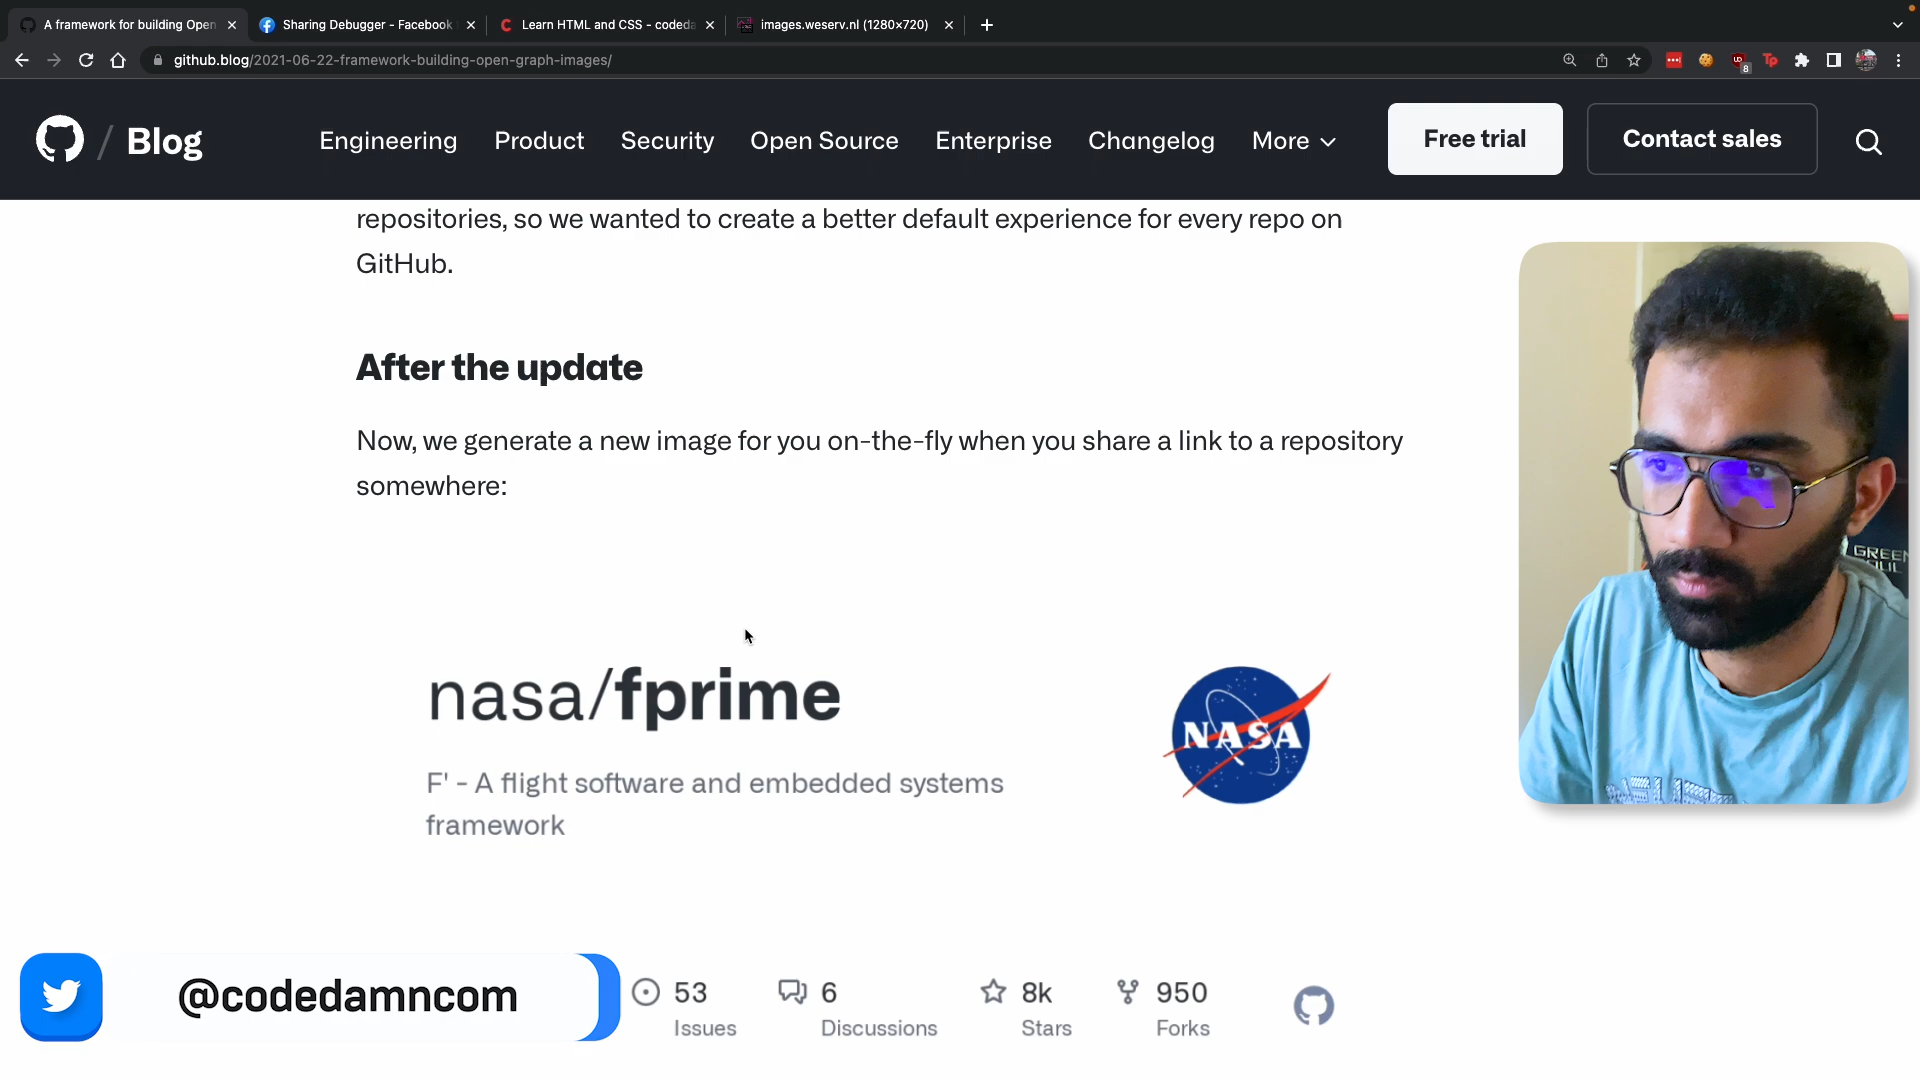 A framework for building Open
Sharing Debugger - Facebook
Learn HTML and CSS - codeda
images.weserv.nl (1280×720)
github.blog/2021-06-22-framework-building-open-graph-images/
8
Blog
Engineering
Product
Security
Open Source
Enterprise
Changelog
More
Free trial
Contact sales
repositories, so we wanted to create a better default experience for every repo on
GitHub.
After the update
Now, we generate a new image for you on-the-fly when you share a link to a repository
somewhere:
nasa/fprime
NASA
F' - A flight software and embedded systems
framework
@codedamncom
53
Issues
6
Discussions
8k
Stars
950
Forks
GREEN